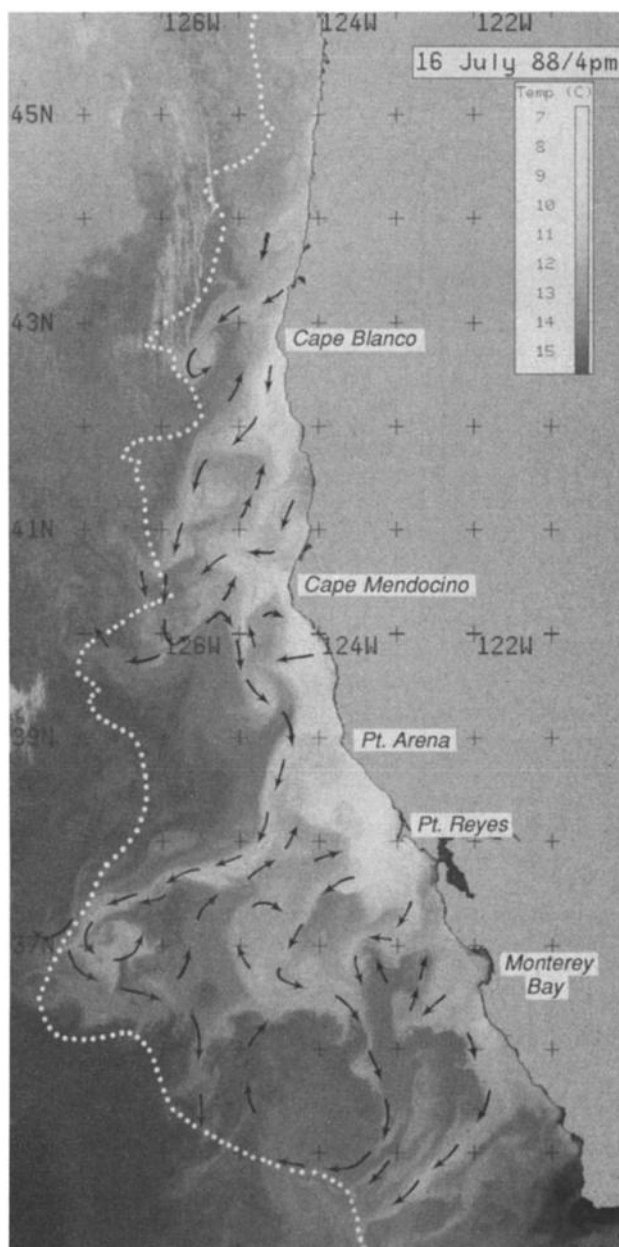 126W 124W 122W
16 July 88/4pm
Temp (C)
7
8
9
10
11
12
13
14
15
45N
43N
Cape Blanco
41N
Cape Mendocino
126W 124W 122W
39N
Pt. Arena
Pt. Reyes
37N
Monterey
Bay